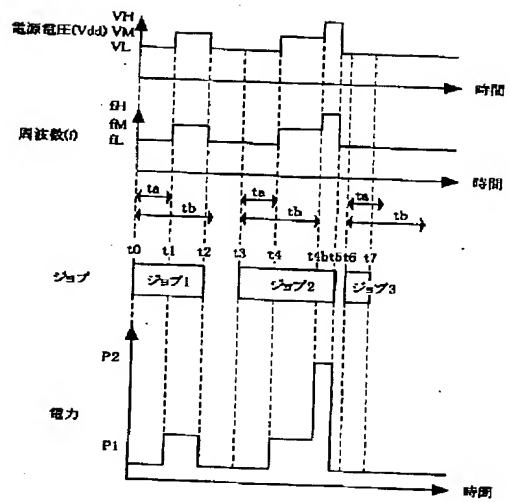 VH
電源電圧(Vdd) VM
VL
時間
fH
周波数(f) fM
fL
時間
ta ta ta
tb tb tb
t0 t1 t2 t3 t4 t4b t5 t6 t7
ジョブ ジョブ1 ジョブ2 ジョブ3
P2
電力
P1
時間